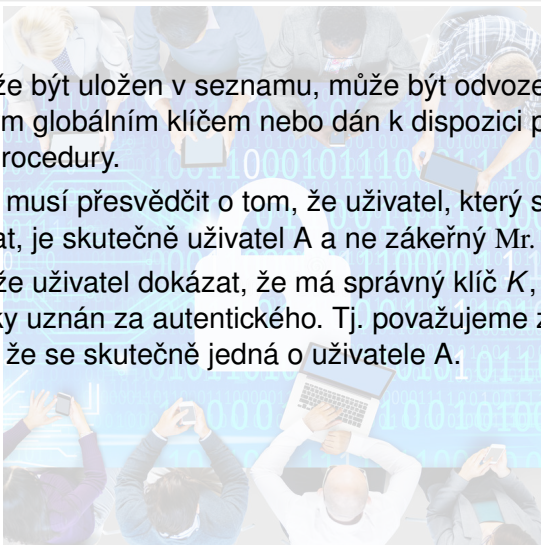 že být uložen v seznamu, může být odvoze
ým globálním klíčem nebo dán k dispozici p
rocedury.
musí přesvědčit o tom, že uživatel, který s
at, je skutečně uživatel A a ne zákeřný Mr.
že uživatel dokázat, že má správný klíč K,
ky uznán za autentického. Tj. považujeme z
že se skutečně jedná o uživatele A.